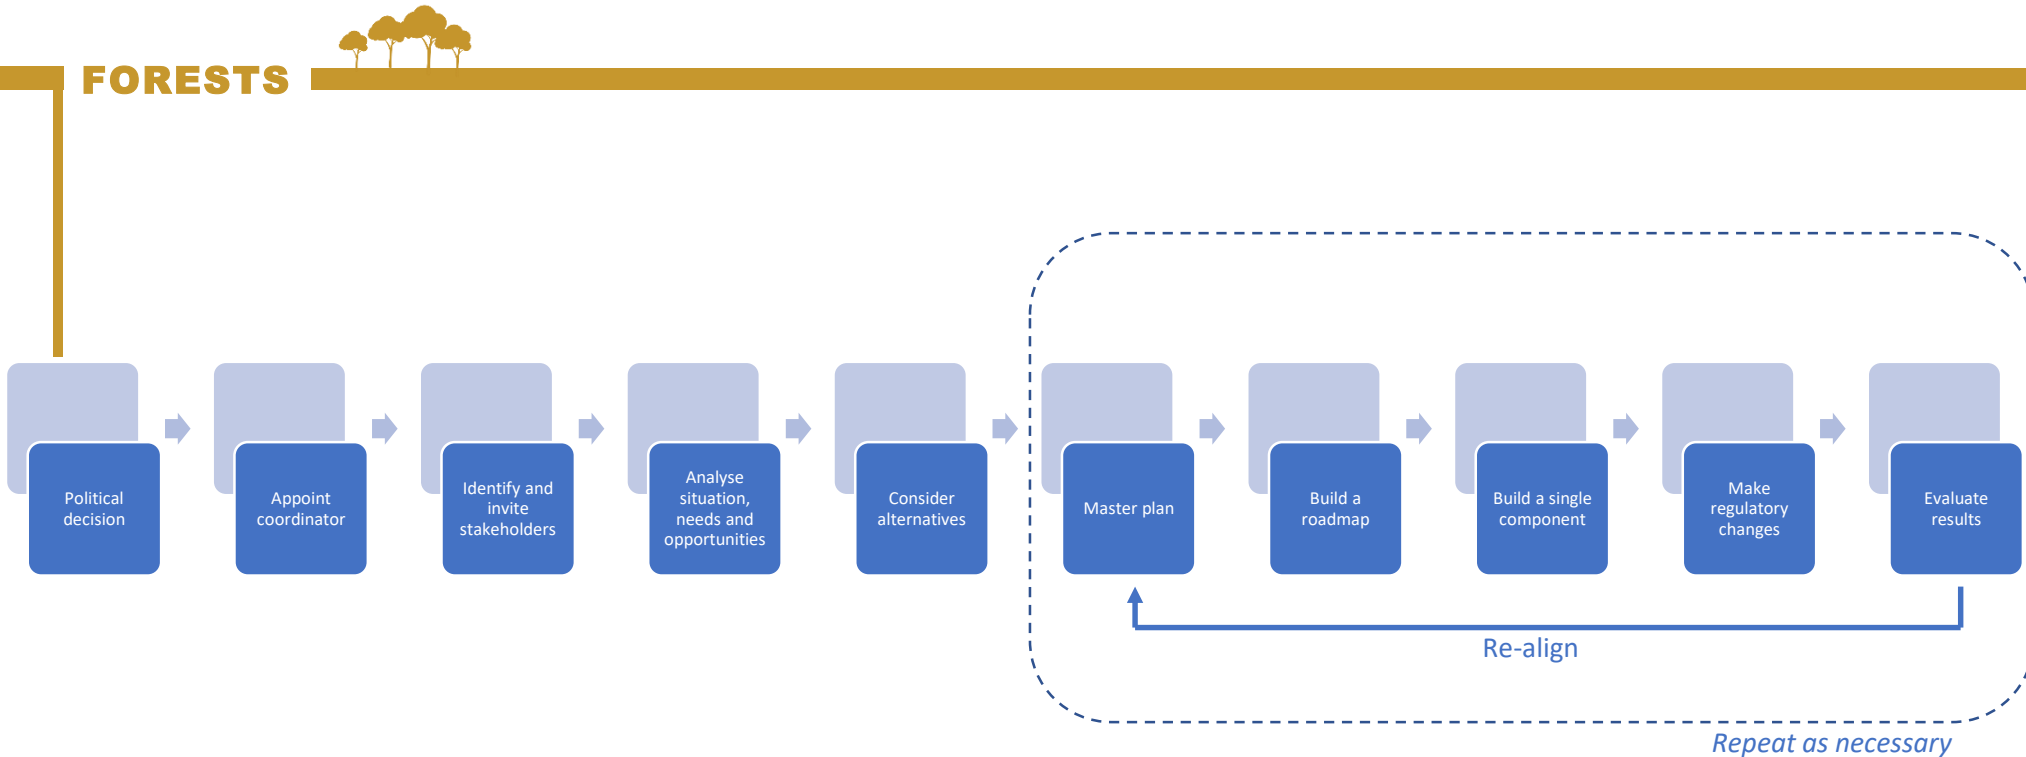 FORESTS
Political
decision
Appoint
coordinator
Identify and
invite
stakeholders
Analyse
situation,
needs and
opportunities
Consider
alternatives
Master plan
Build a
roadmap
Build a single
component
Make
regulatory
changes
Evaluate
results
Re-align
Repeat as necessary